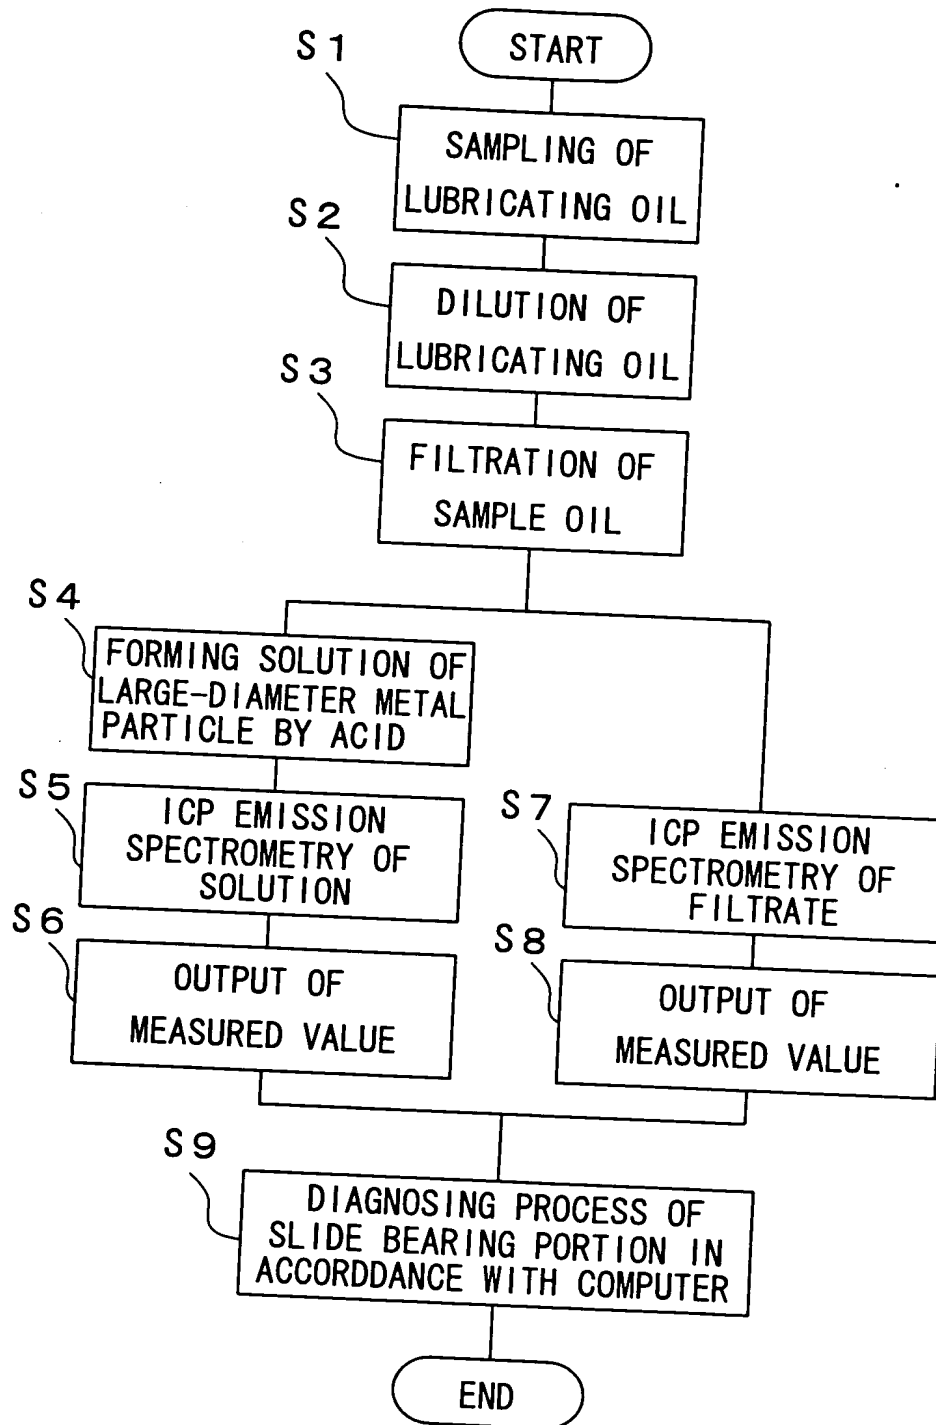 START
S1
SAMPLING OF
LUBRICATING OIL
S2
DILUTION OF
LUBRICATING OIL
S3
FILTRATION OF
SAMPLE OIL
S4
FORMING SOLUTION OF
LARGE-DIAMETER METAL
PARTICLE BY ACID
S5
ICP EMISSION
SPECTROMETRY OF
SOLUTION
S6
OUTPUT OF
MEASURED VALUE
S7
ICP EMISSION
SPECTROMETRY OF
FILTRATE
S8
OUTPUT OF
MEASURED VALUE
S9
DIAGNOSING PROCESS OF
SLIDE BEARING PORTION IN
ACCORDDANCE WITH COMPUTER
END